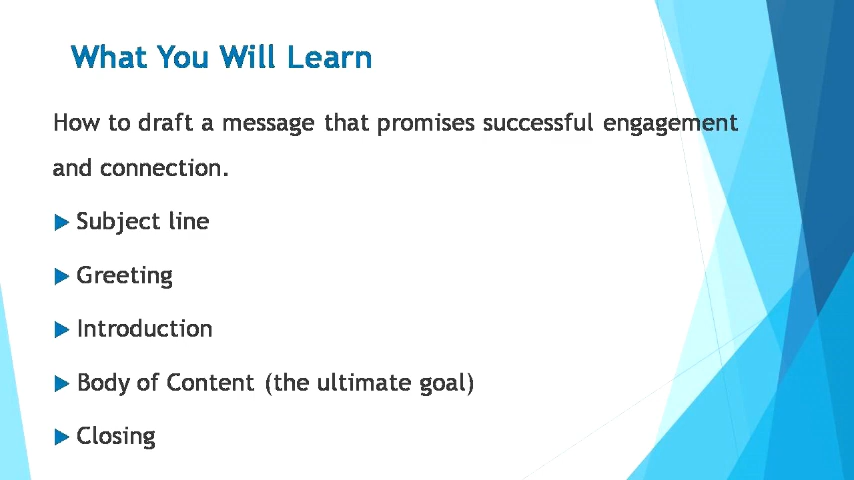 What You Will Learn
How to draft a message that promises successful engagement
and connection.
Subject line
Greeting
Introduction
Body of Content (the ultimate goal)
Closing